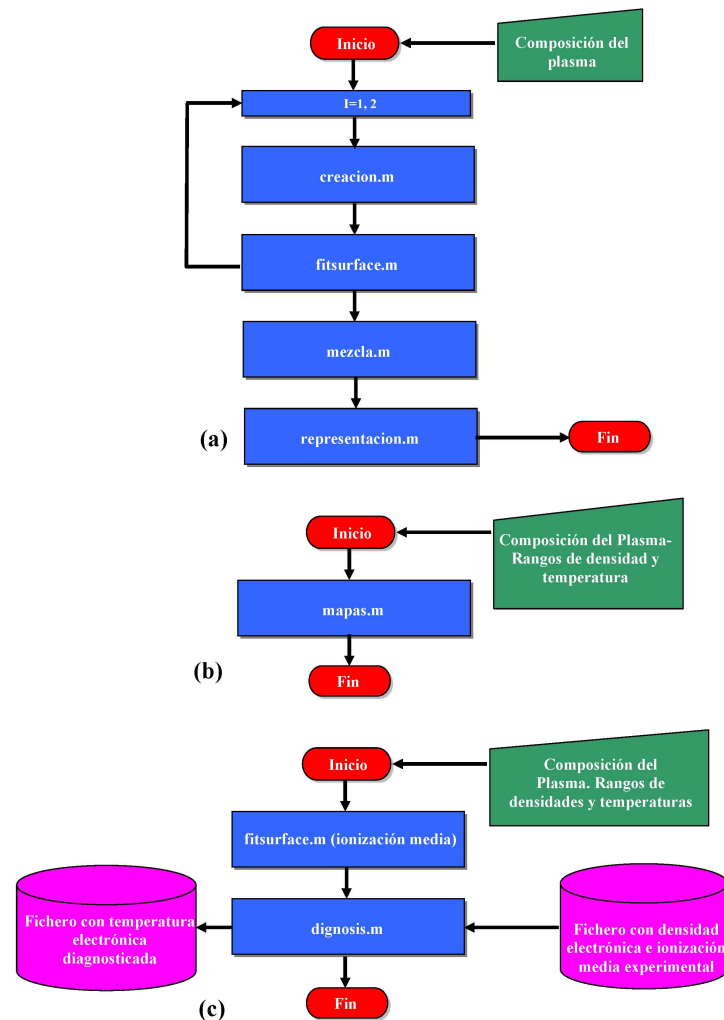 Inicio
Composición del
plasma
I=1, 2
creacion.m
fitsurface.m
mezcla.m
representacion.m
Fin
(a)
Inicio
Composición del Plasma-
Rangos de densidad y
temperatura
mapas.m
Fin
(b)
Inicio
Composición del
Plasma. Rangos de
densidades y temperaturas
fitsurface.m (ionización media)
Fichero con temperatura
electrónica
diagnosticada
dignosis.m
Fichero con densidad
electrónica e ionización
media experimental
Fin
(c)